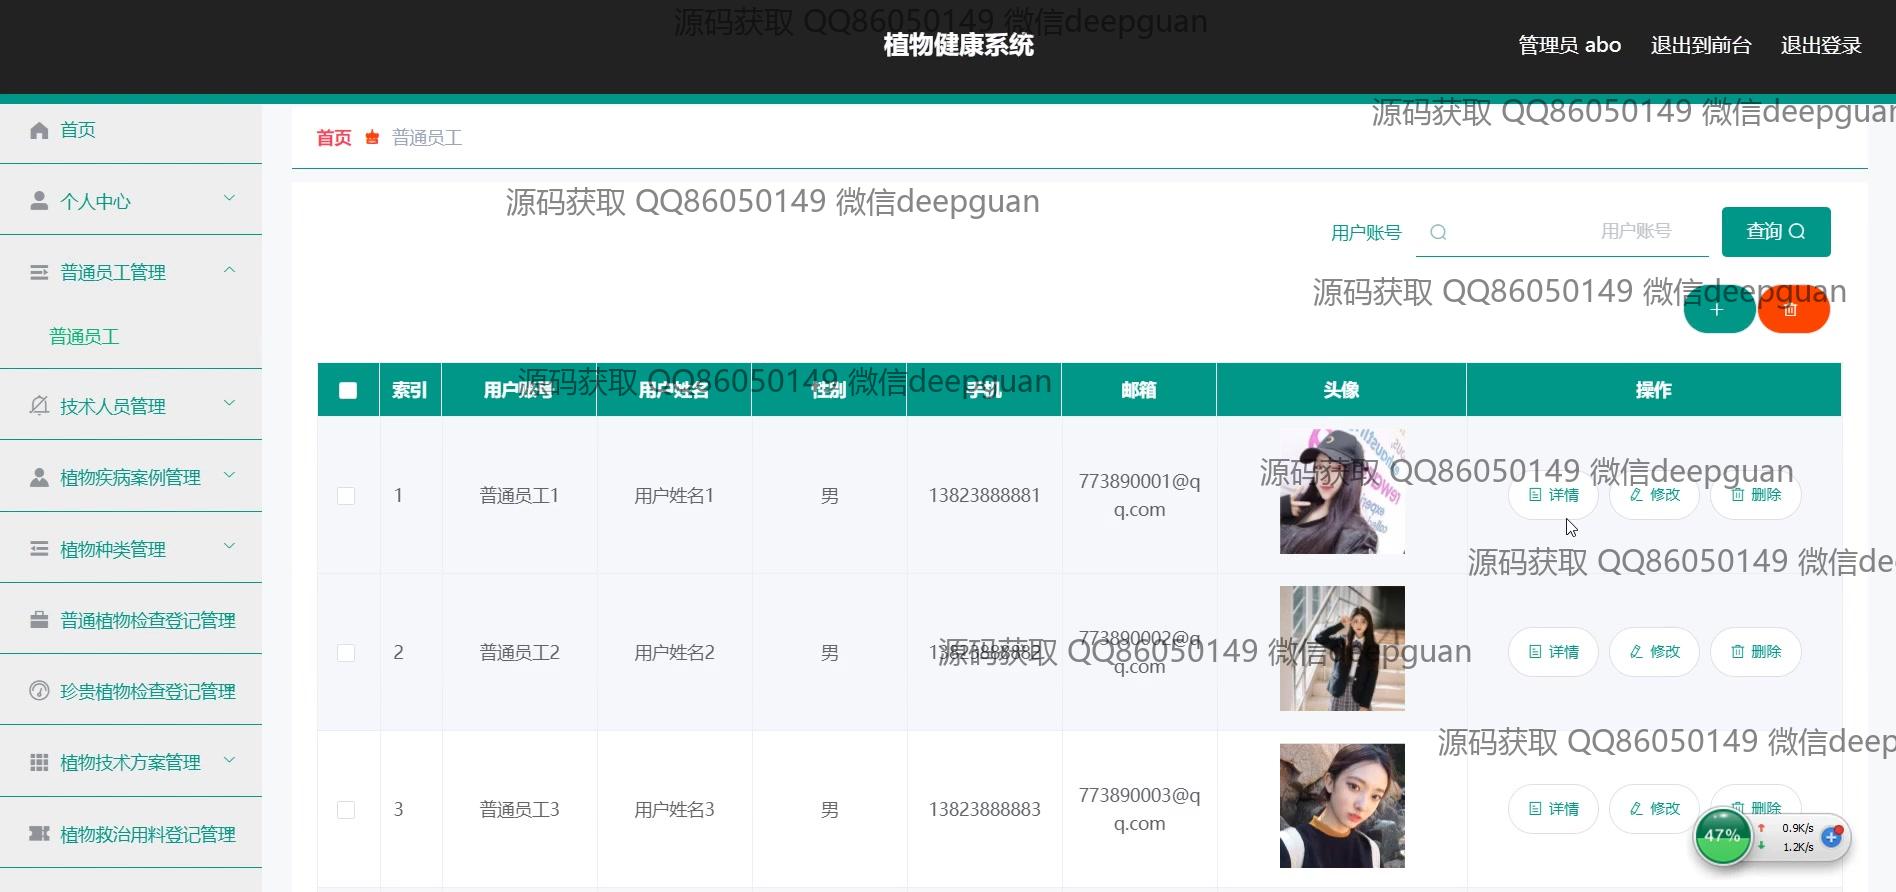 源码获取 QQ86050149 微信deepguan
植物健康系统
管理员 abo 退出到前台 退出登录
源码获取 QQ86050149 微信deepguan
首页
个人中心
普通员工管理
普通员工
技术人员管理
植物疾病案例管理
植物种类管理
普通植物检查登记管理
珍贵植物检查登记管理
植物技术方案管理
植物救治用料登记管理
首页 普通员工
源码获取 QQ86050149 微信deepguan
用户账号 用户账号 查询
源码获取 QQ86050149 微信deepguan
源码获取 QQ86050149 微信deepguan
索引 用户账号 用户姓名 性别 手机 邮箱 头像 操作
源码获取 QQ86050149 微信deepguan
1 普通员工1 用户姓名1 男 13823888881 773890001@q
q.com 详情 修改 删除
源码获取 QQ86050149 微信de
2 普通员工2 用户姓名2 男 13823888882 773890002@q
q.com 详情 修改 删除
源码获取 QQ86050149 微信deepguan
源码获取 QQ86050149 微信deep
3 普通员工3 用户姓名3 男 13823888883 773890003@q
q.com 详情 修改 删除
47% 0.9K/s
1.2K/s